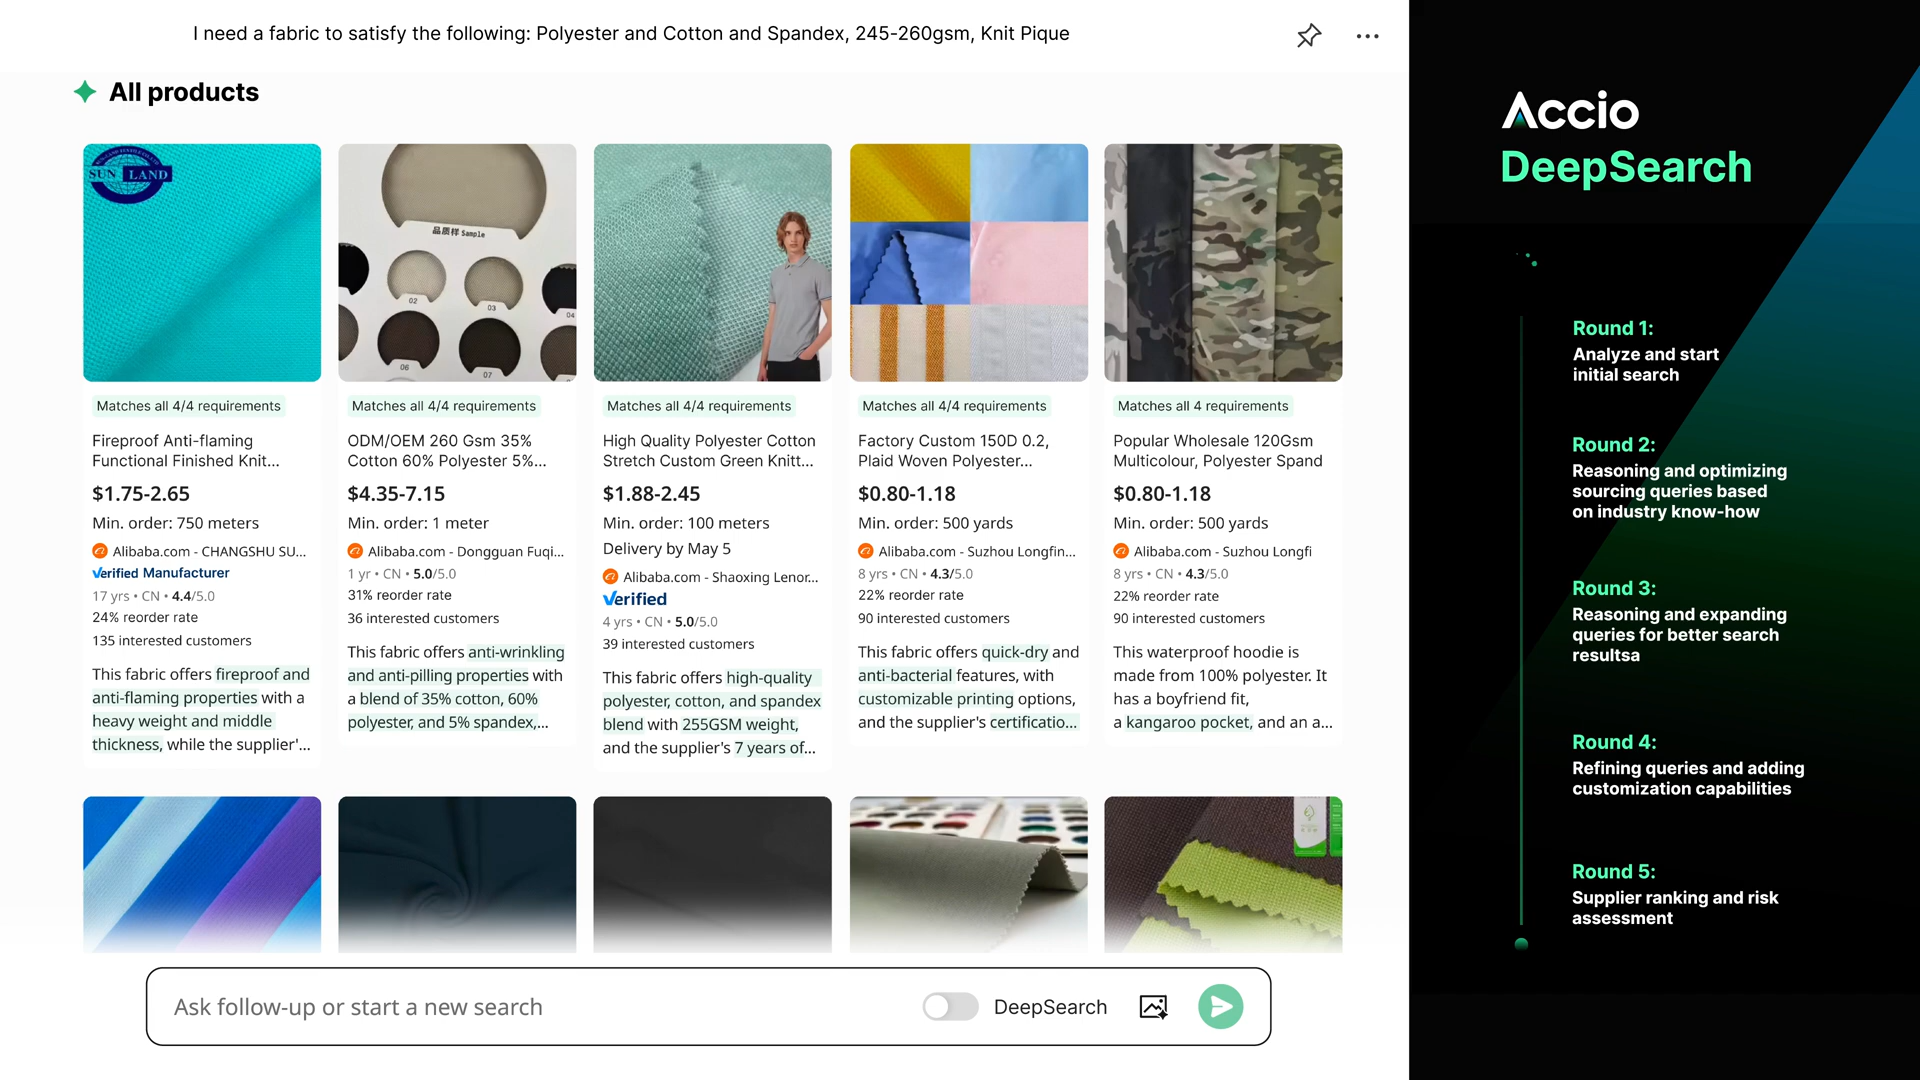 I need a fabric to satisfy the following: Polyester and Cotton and Spandex, 245-260gsm, Knit Pique
All products
SUN LAND
品质样 Sample
02
03
04
06
07
Matches all 4/4 requirements
Fireproof Anti-flaming
Functional Finished Knit...
$1.75-2.65
Min. order: 750 meters
Alibaba.com - CHANGSHU SU...
Verified Manufacturer
17 yrs • CN • 4.4/5.0
24% reorder rate
135 interested customers
This fabric offers fireproof and
anti-flaming properties with a
heavy weight and middle
thickness, while the supplier'...
Matches all 4/4 requirements
ODM/OEM 260 Gsm 35%
Cotton 60% Polyester 5%...
$4.35-7.15
Min. order: 1 meter
Alibaba.com - Dongguan Fuqi...
1 yr • CN • 5.0/5.0
31% reorder rate
36 interested customers
This fabric offers anti-wrinkling
and anti-pilling properties with
a blend of 35% cotton, 60%
polyester, and 5% spandex,...
Matches all 4/4 requirements
High Quality Polyester Cotton
Stretch Custom Green Knitt...
$1.88-2.45
Min. order: 100 meters
Delivery by May 5
Alibaba.com - Shaoxing Lenor...
Verified
4 yrs • CN • 5.0/5.0
39 interested customers
This fabric offers high-quality
polyester, cotton, and spandex
blend with 255GSM weight,
and the supplier's 7 years of...
Matches all 4/4 requirements
Factory Custom 150D 0.2,
Plaid Woven Polyester...
$0.80-1.18
Min. order: 500 yards
Alibaba.com - Suzhou Longfin...
8 yrs • CN • 4.3/5.0
22% reorder rate
90 interested customers
This fabric offers quick-dry and
anti-bacterial features, with
customizable printing options,
and the supplier's certificatio...
Matches all 4 requirements
Popular Wholesale 120Gsm
Multicolour, Polyester Spand
$0.80-1.18
Min. order: 500 yards
Alibaba.com - Suzhou Longfi
8 yrs • CN • 4.3/5.0
22% reorder rate
90 interested customers
This waterproof hoodie is
made from 100% polyester. It
has a boyfriend fit,
a kangaroo pocket, and an a...
Ask follow-up or start a new search
DeepSearch
Accio
DeepSearch
Round 1:
Analyze and start
initial search
Round 2:
Reasoning and optimizing
sourcing queries based
on industry know-how
Round 3:
Reasoning and expanding
queries for better search
resultsa
Round 4:
Refining queries and adding
customization capabilities
Round 5:
Supplier ranking and risk
assessment